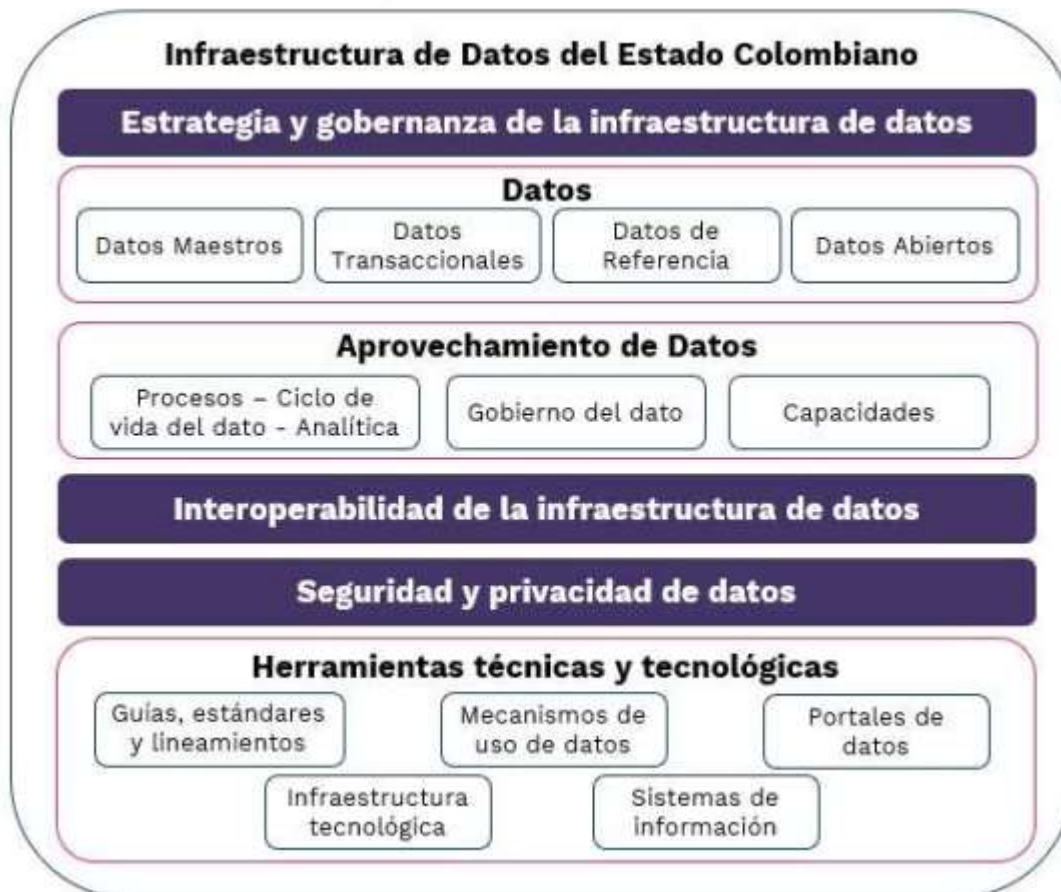 Infraestructura de Datos del Estado Colombiano
Estrategia y gobernanza de la infraestructura de datos
Datos
Datos Maestros
Datos
Transaccionales
Datos de
Referencia
Datos Abiertos
Aprovechamiento de Datos
Procesos – Ciclo de
vida del dato - Analítica
Gobierno del dato
Capacidades
Interoperabilidad de la infraestructura de datos
Seguridad y privacidad de datos
Herramientas técnicas y tecnológicas
Guías, estándares
y lineamientos
Mecanismos de
uso de datos
Portales de
datos
Infraestructura
tecnológica
Sistemas de
información